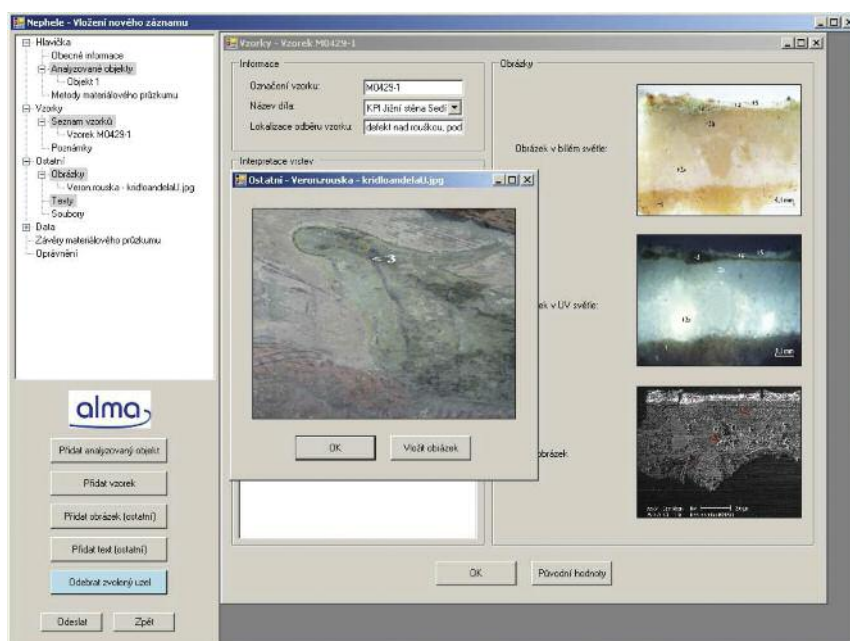 Nephele - Vložení nového záznamu
Hlavička
Obecné informace
Analyzované objekty
Objekt 1
Metody materiálového průzkumu
Vzorky
Seznam vzorků
Vzorek M0429-1
Poznámky
Ostatní
Obrázky
Veron.rouska - kridloandelaU.jpg
Texty
Soubory
Data
Závěry materiálového průzkumu
Oprávnění
alma
Přidat analyzovaný objekt
Přidat vzorek
Přidat obrázek (ostatní)
Přidat text (ostatní)
Odebrat zvolený uzel
Odeslat
Zpět
Vzorky - Vzorek M0429-1
Informace
Označení vzorku:
M0429-1
Název díla:
KPI Jižní stěna Sedí
Lokalizace odběru vzorku:
defekt nad rouškou, pod
Interpretace vrstev
Ostatní - Veron.rouska - kridloandelaU.jpg
3
OK
Vložit obrázek
Obrázky
Obrázek v bílém světle:
ek v UV světle:
obrázek
OK
Původní hodnoty